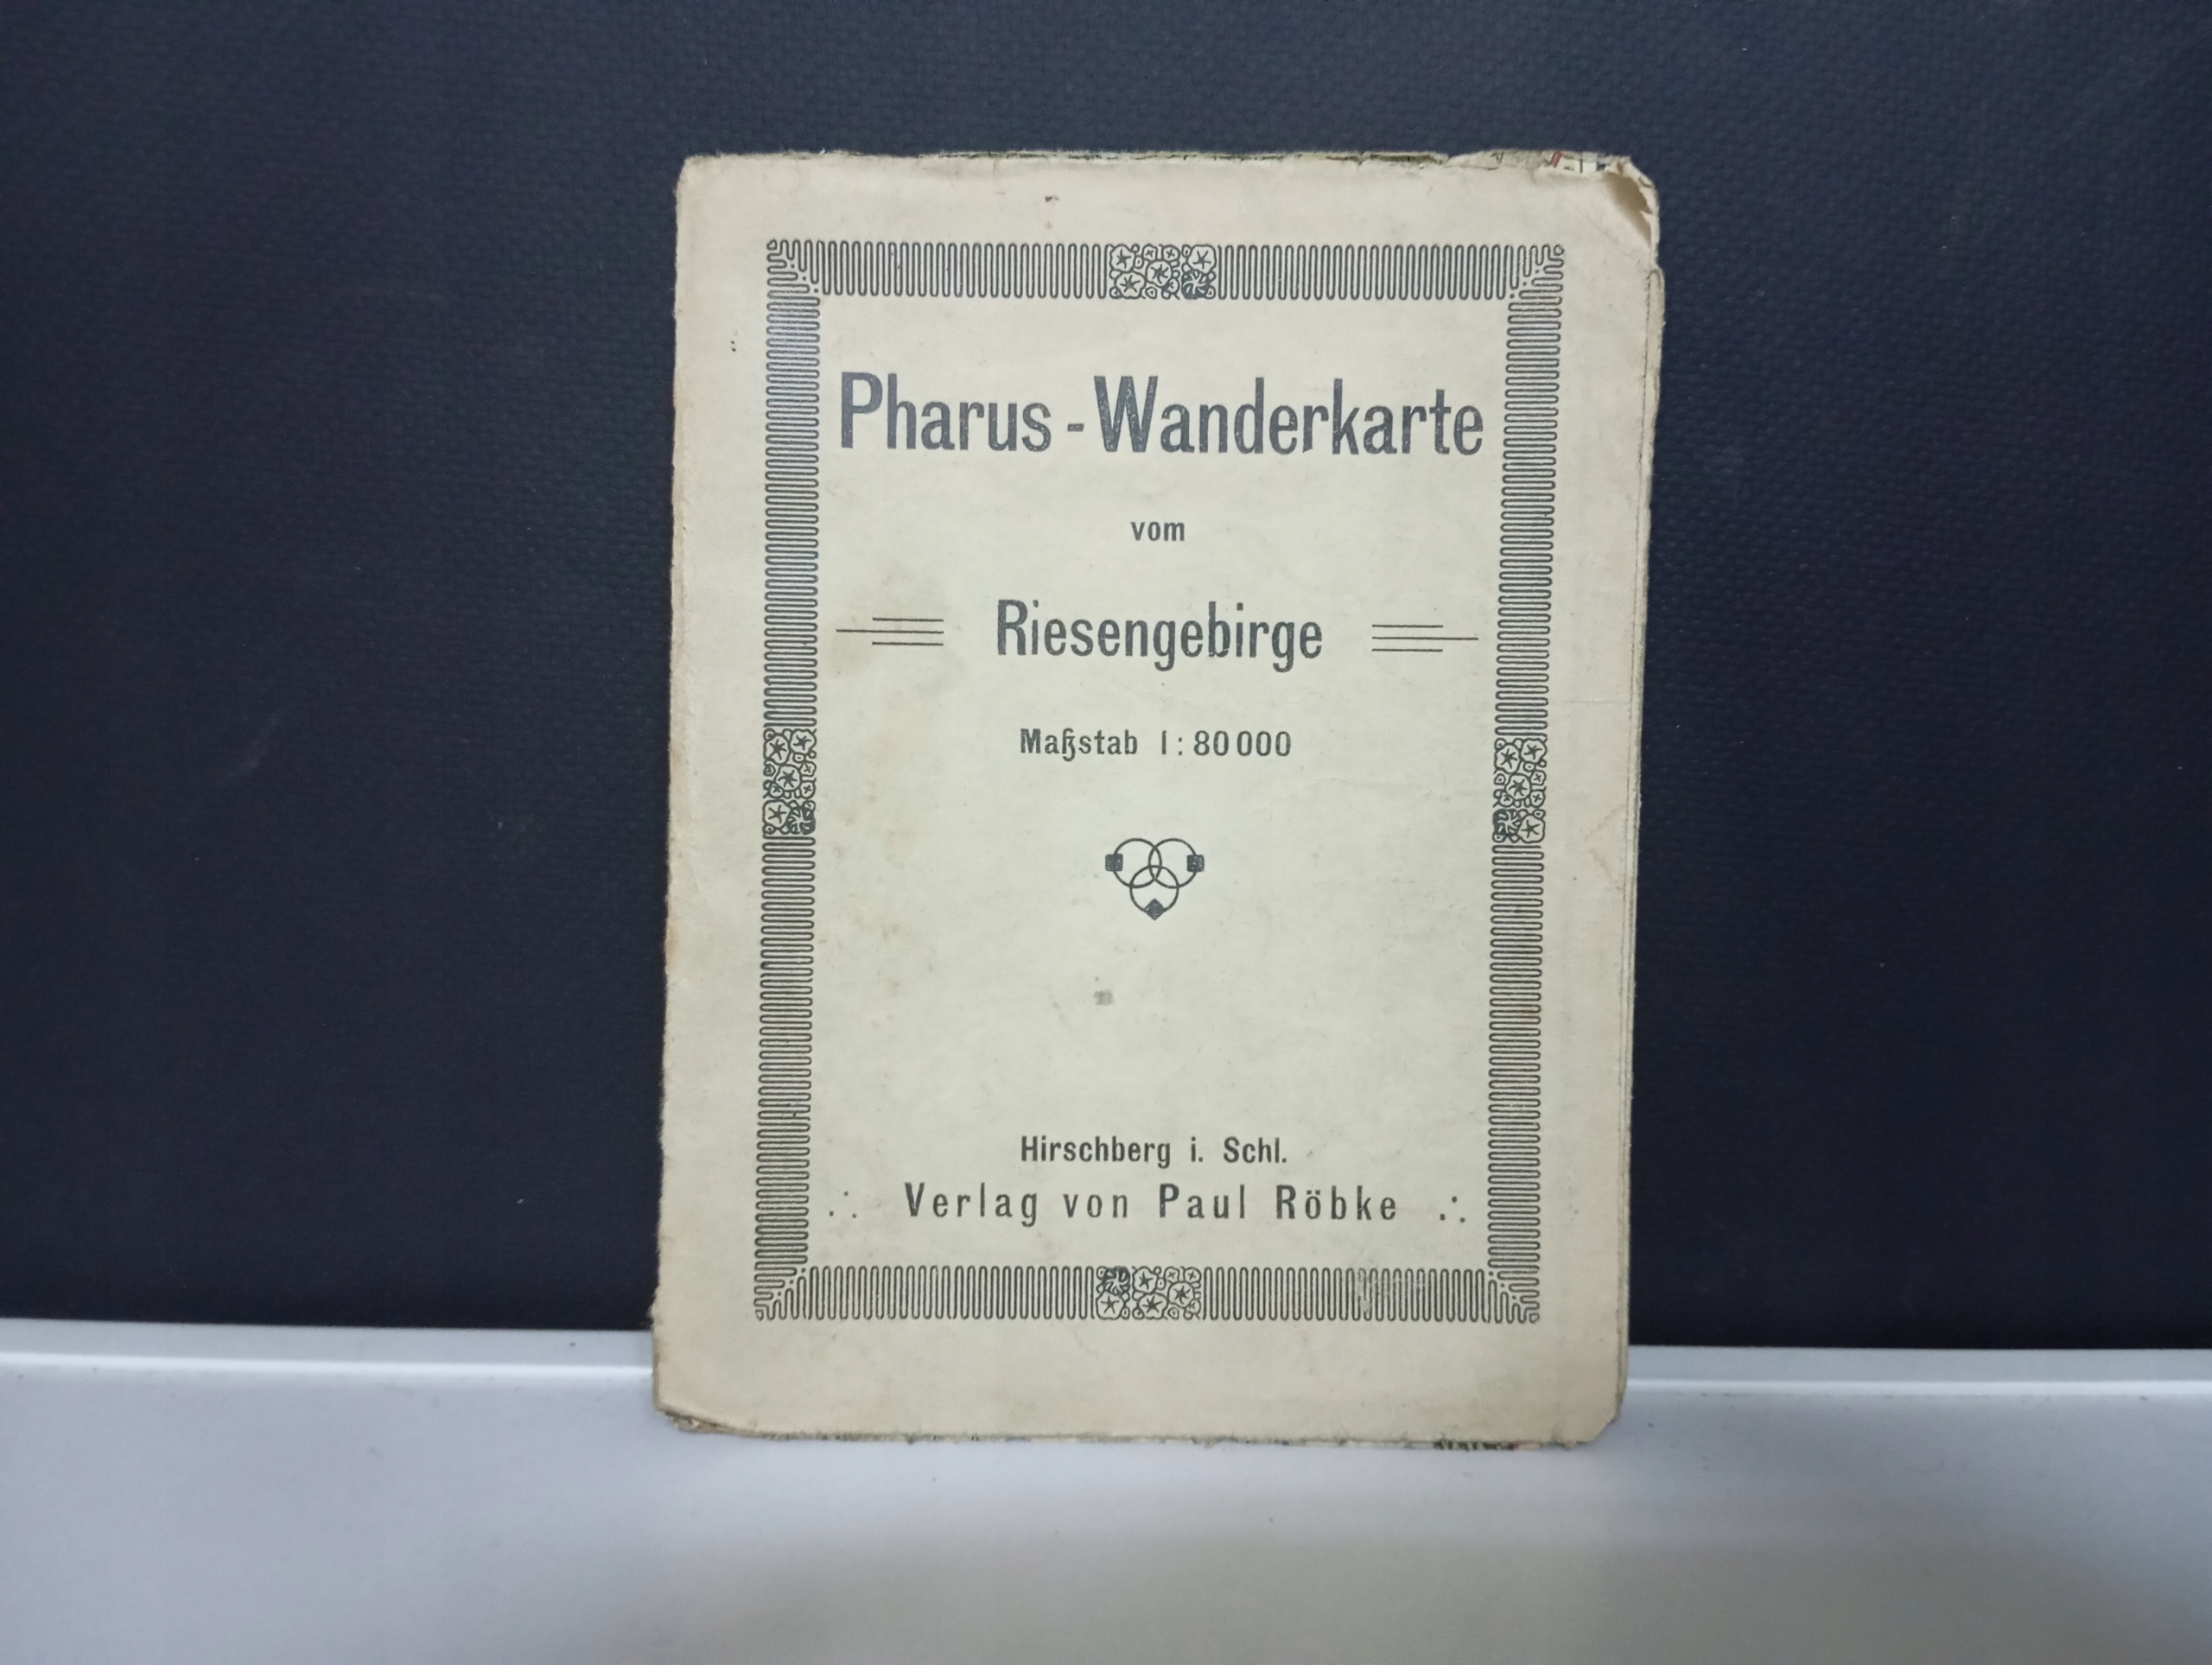 Pharus - Wanderkarte
vom
Riesengebirge
Maßstab 1:80000
Hirschberg i. Schl.
Verlag von Paul Röbke